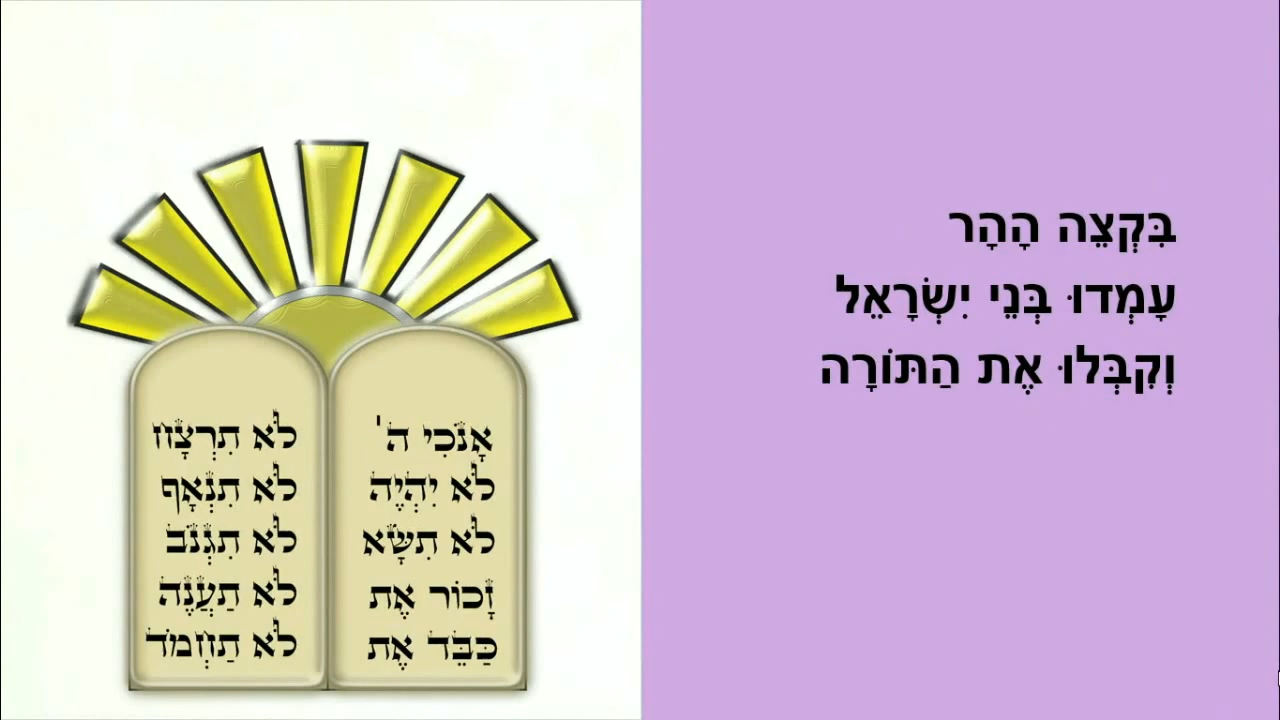 בִּקְצֵה הָהָר
עָמְדוּ בְּנֵי יִשְׂרָאֵל
וְקִבְּלוּ אֶת הַתּוֹרָה
אָנֹכִי ה'
לֹא יִהְיֶה
לֹא תִשָּׂא
זָכוֹר אֶת
כַּבֵּד אֶת
לֹא תִרְצָח
לֹא תִנְאָף
לֹא תִגְנֹב
לֹא תַעֲנֶה
לֹא תַחְמֹד